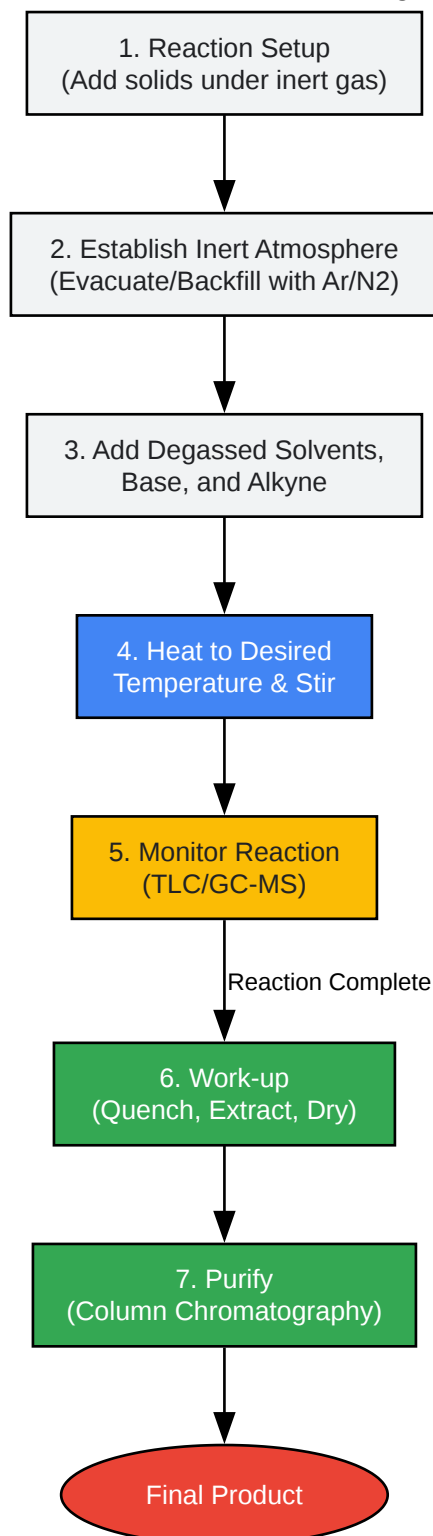 1. Reaction Setup
(Add solids under inert gas)
2. Establish Inert Atmosphere
(Evacuate/Backfill with Ar/N2)
3. Add Degassed Solvents,
Base, and Alkyne
4. Heat to Desired
Temperature & Stir
5. Monitor Reaction
(TLC/GC-MS)
Reaction Complete
6. Work-up
(Quench, Extract, Dry)
7. Purify
(Column Chromatography)
Final Product